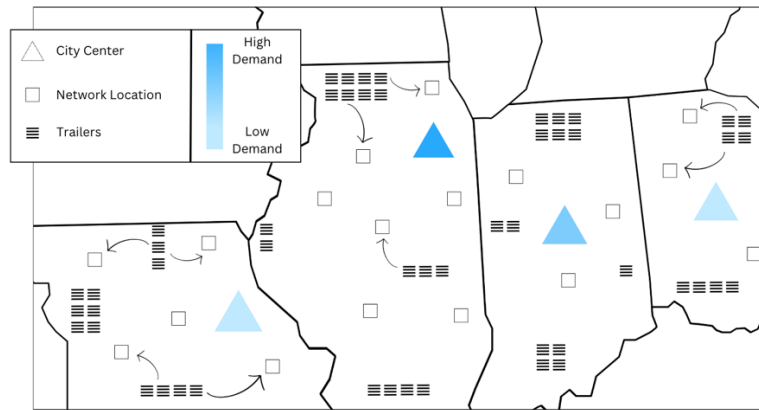 City Center
Network Location
Trailers
High
Demand
Low
Demand